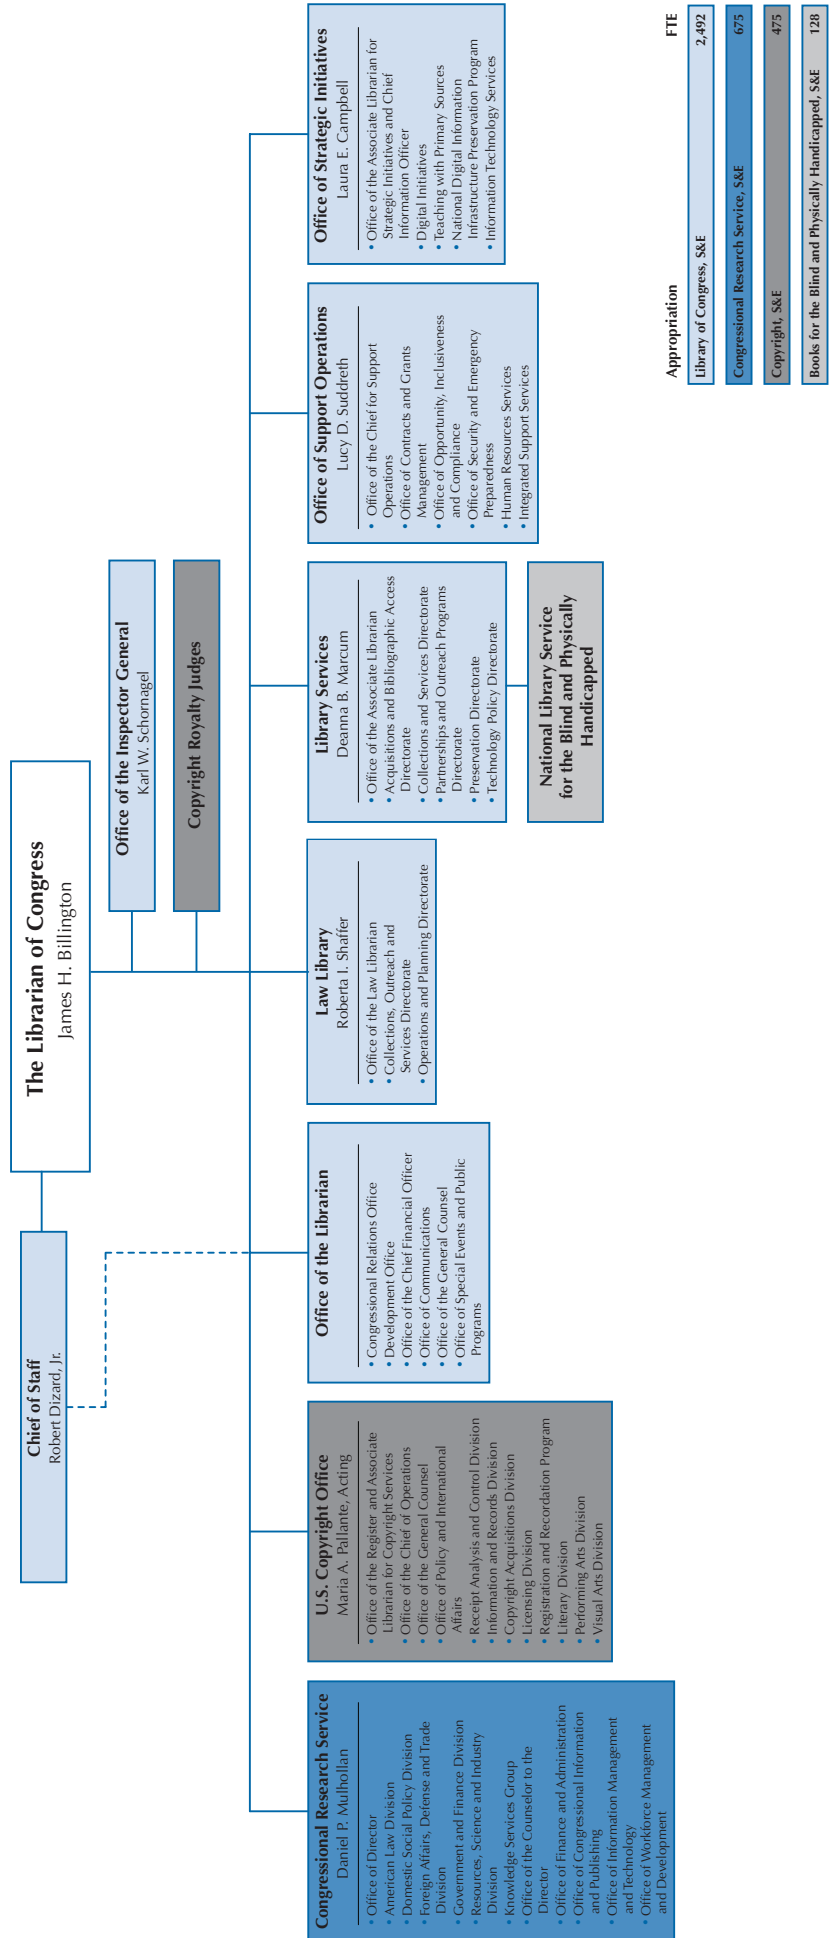 The Librarian of Congress
James H. Billington
Chief of Staff
Robert Dizard, Jr.
Office of the Inspector General
Karl W. Schornagel
Copyright Royalty Judges
Congressional Research Service
Daniel P. Mulhollan
• Office of Director
• American Law Division
• Domestic Social Policy Division
• Foreign Affairs, Defense and Trade
Division
• Government and Finance Division
• Resources, Science and Industry
Division
• Knowledge Services Group
• Office of the Counselor to the
Director
• Office of Finance and Administration
• Office of Congressional Information
and Publishing
• Office of Information Management
and Technology
• Office of Workforce Management
and Development
U.S. Copyright Office
Maria A. Pallante, Acting
• Office of the Register and Associate
Librarian for Copyright Services
• Office of the Chief of Operations
• Office of the General Counsel
• Office of Policy and International
Affairs
• Receipt Analysis and Control Division
• Information and Records Division
• Copyright Acquisitions Division
• Licensing Division
• Registration and Recordation Program
• Literary Division
• Performing Arts Division
• Visual Arts Division
Office of the Librarian
• Congressional Relations Office
• Development Office
• Office of the Chief Financial Officer
• Office of Communications
• Office of the General Counsel
• Office of Special Events and Public
Programs
Law Library
Roberta I. Shaffer
• Office of the Law Librarian
• Collections, Outreach and
Services Directorate
• Operations and Planning Directorate
Library Services
Deanna B. Marcum
• Office of the Associate Librarian
• Acquisitions and Bibliographic Access
Directorate
• Collections and Services Directorate
• Partnerships and Outreach Programs
Directorate
• Preservation Directorate
• Technology Policy Directorate
National Library Service
for the Blind and Physically
Handicapped
Office of Support Operations
Lucy D. Suddreth
• Office of the Chief for Support
Operations
• Office of Contracts and Grants
Management
• Office of Opportunity, Inclusiveness
and Compliance
• Office of Security and Emergency
Preparedness
• Human Resources Services
• Integrated Support Services
Office of Strategic Initiatives
Laura E. Campbell
• Office of the Associate Librarian for
Strategic Initiatives and Chief
Information Officer
• Digital Initiatives
• Teaching with Primary Sources
• National Digital Information
Infrastructure Preservation Program
• Information Technology Services
Appropriation FTE
Library of Congress, S&E 2,492
Congressional Research Service, S&E 675
Copyright, S&E 475
Books for the Blind and Physically Handicapped, S&E 128